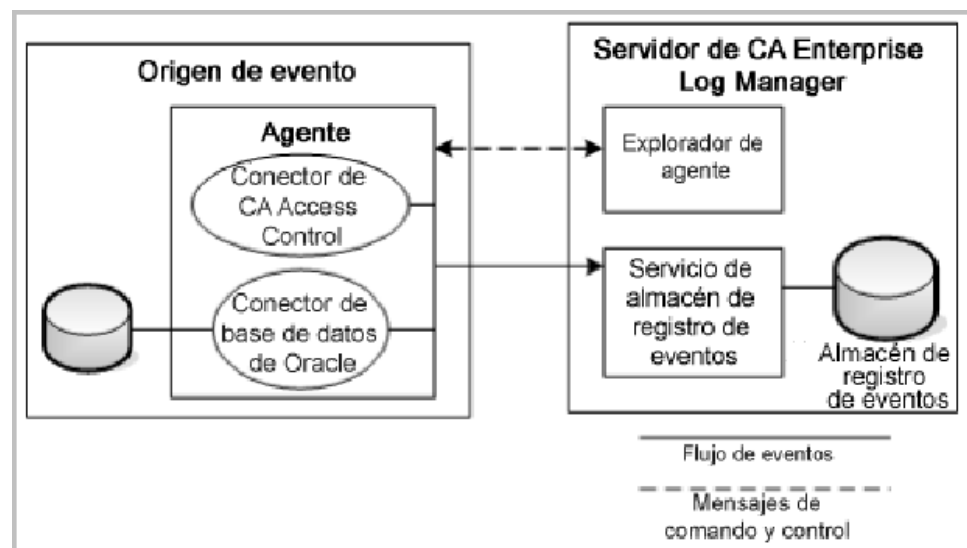 Origen de evento
Agente
Conector de
CA Access
Control
Conector de
base de datos
de Oracle
Servidor de CA Enterprise
Log Manager
Explorador de
agente
Servicio de
almacén de
registro de
eventos
Almacén de
registro
de eventos
Flujo de eventos
Mensajes de
comando y control